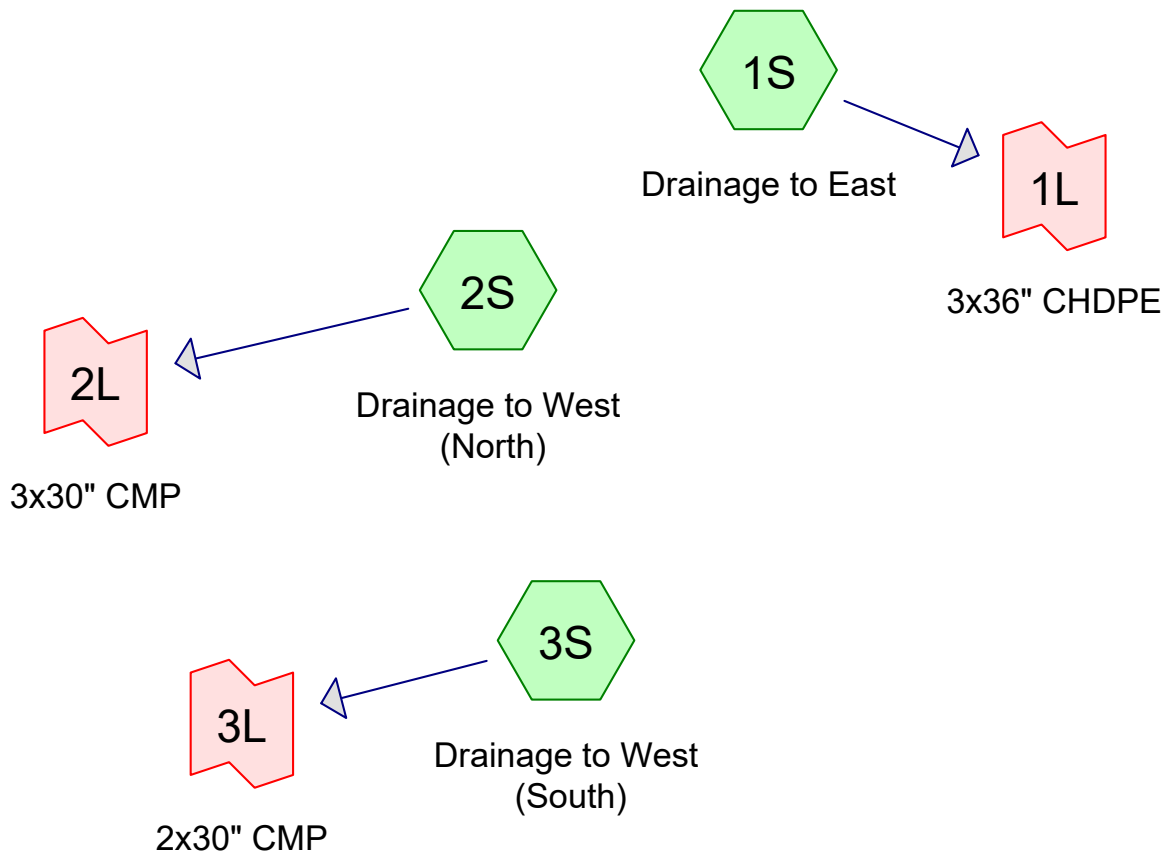 1S
Drainage to East
1L
3x36" CHDPE
2S
Drainage to West
(North)
2L
3x30" CMP
3S
Drainage to West
(South)
3L
2x30" CMP